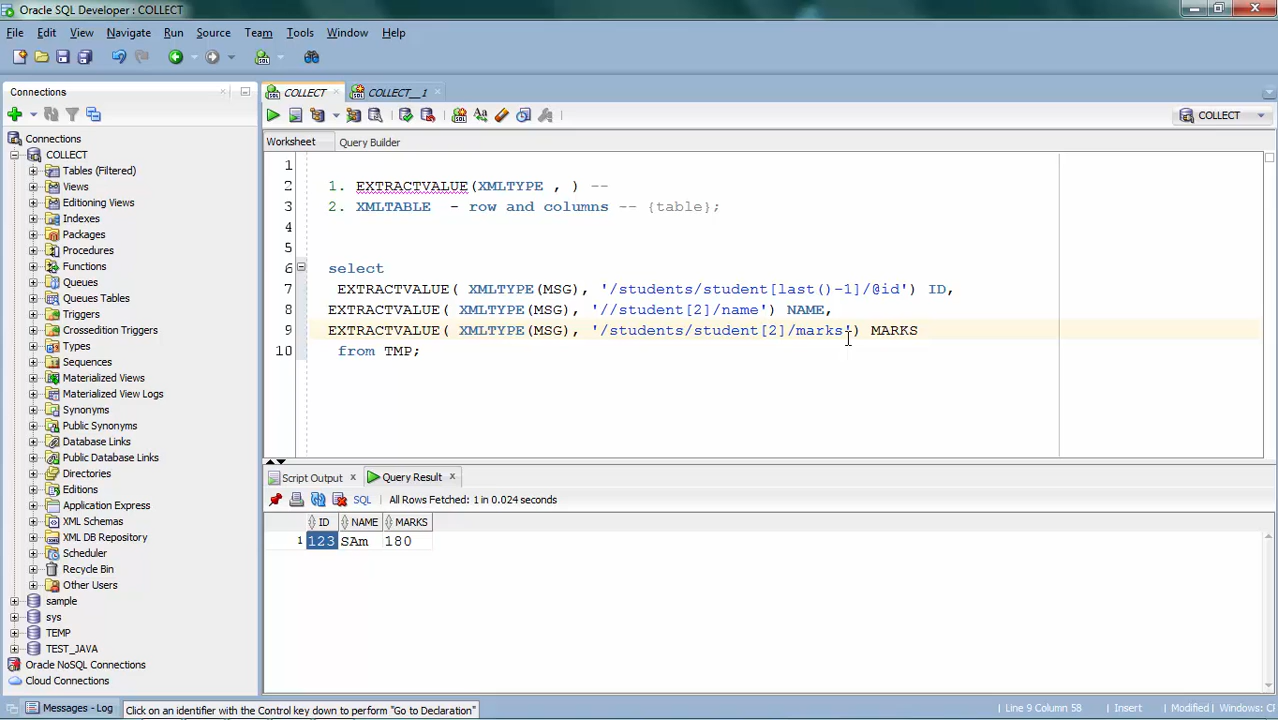 Oracle SQL Developer : COLLECT
File Edit View Navigate Run Source Team Tools Window Help
Connections
COLLECT
COLLECT__1
COLLECT
Worksheet
Query Builder
Connections
COLLECT
Tables (Filtered)
Views
Editioning Views
Indexes
Packages
Procedures
Functions
Queues
Queues Tables
Triggers
Crossedition Triggers
Types
Sequences
Materialized Views
Materialized View Logs
Synonyms
Public Synonyms
Database Links
Public Database Links
Directories
Editions
Application Express
XML Schemas
XML DB Repository
Scheduler
Recycle Bin
Other Users
sample
sys
TEMP
TEST_JAVA
Oracle NoSQL Connections
Cloud Connections
1
2 1. EXTRACTVALUE(XMLTYPE , ) --
3 2. XMLTABLE - row and columns -- {table};
4
5
6 select
7 EXTRACTVALUE( XMLTYPE(MSG), '/students/student[last()-1]/@id') ID,
8 EXTRACTVALUE( XMLTYPE(MSG), '//student[2]/name') NAME,
9 EXTRACTVALUE( XMLTYPE(MSG), '/students/student[2]/marks') MARKS
10 from TMP;
Script Output
Query Result
SQL All Rows Fetched: 1 in 0.024 seconds
ID NAME MARKS
1 123 SAm 180
Messages - Log
Click on an identifier with the Control key down to perform "Go to Declaration"
Line 9 Column 58
Insert
Modified
Windows: CF